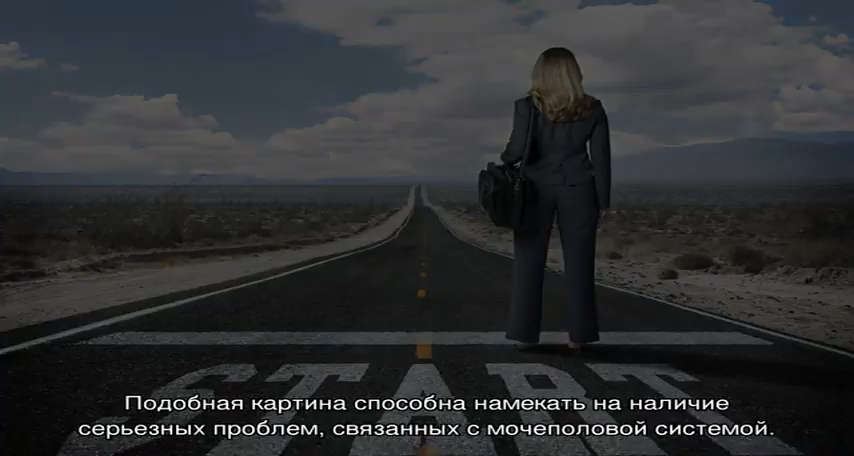 START
Подобная картина способна намекать на наличие
серьезных проблем, связанных с мочеполовой системой.